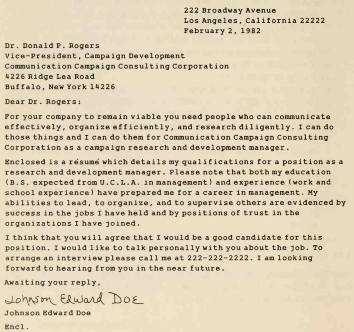 222 Broadway Avenue
Los Angeles, California 22222
February 2, 1982
Dr. Donald P. Rogers
Vice-President, Campaign Development
Communication Campaign Consulting Corporation
4226 Ridge Lea Road
Buffalo, New York 14226
Dear Dr. Rogers:
For your company to remain viable you need people who can communicate
effectively, organize efficiently, and research diligently. I can do
those things and I can do them for Communication Campaign Consulting
Corporation as a campaign research and development manager.
Enclosed is a résumé which details my qualifications for a position as a
research and development manager. Please note that both my education
(B.S. expected from U.C.L.A. in management) and experience (work and
school experience) have prepared me for a career in management. My
abilities to lead, to organize, and to supervise others are evidenced by
success in the jobs I have held and by positions of trust in the
organizations I have joined.
I think that you will agree that I would be a good candidate for this
position. I would like to talk personally with you about the job. To
arrange an interview please call me at 222-222-2222. I am looking
forward to hearing from you in the near future.
Awaiting your reply,
Johnson Edward Doe
Johnson Edward Doe
Encl.